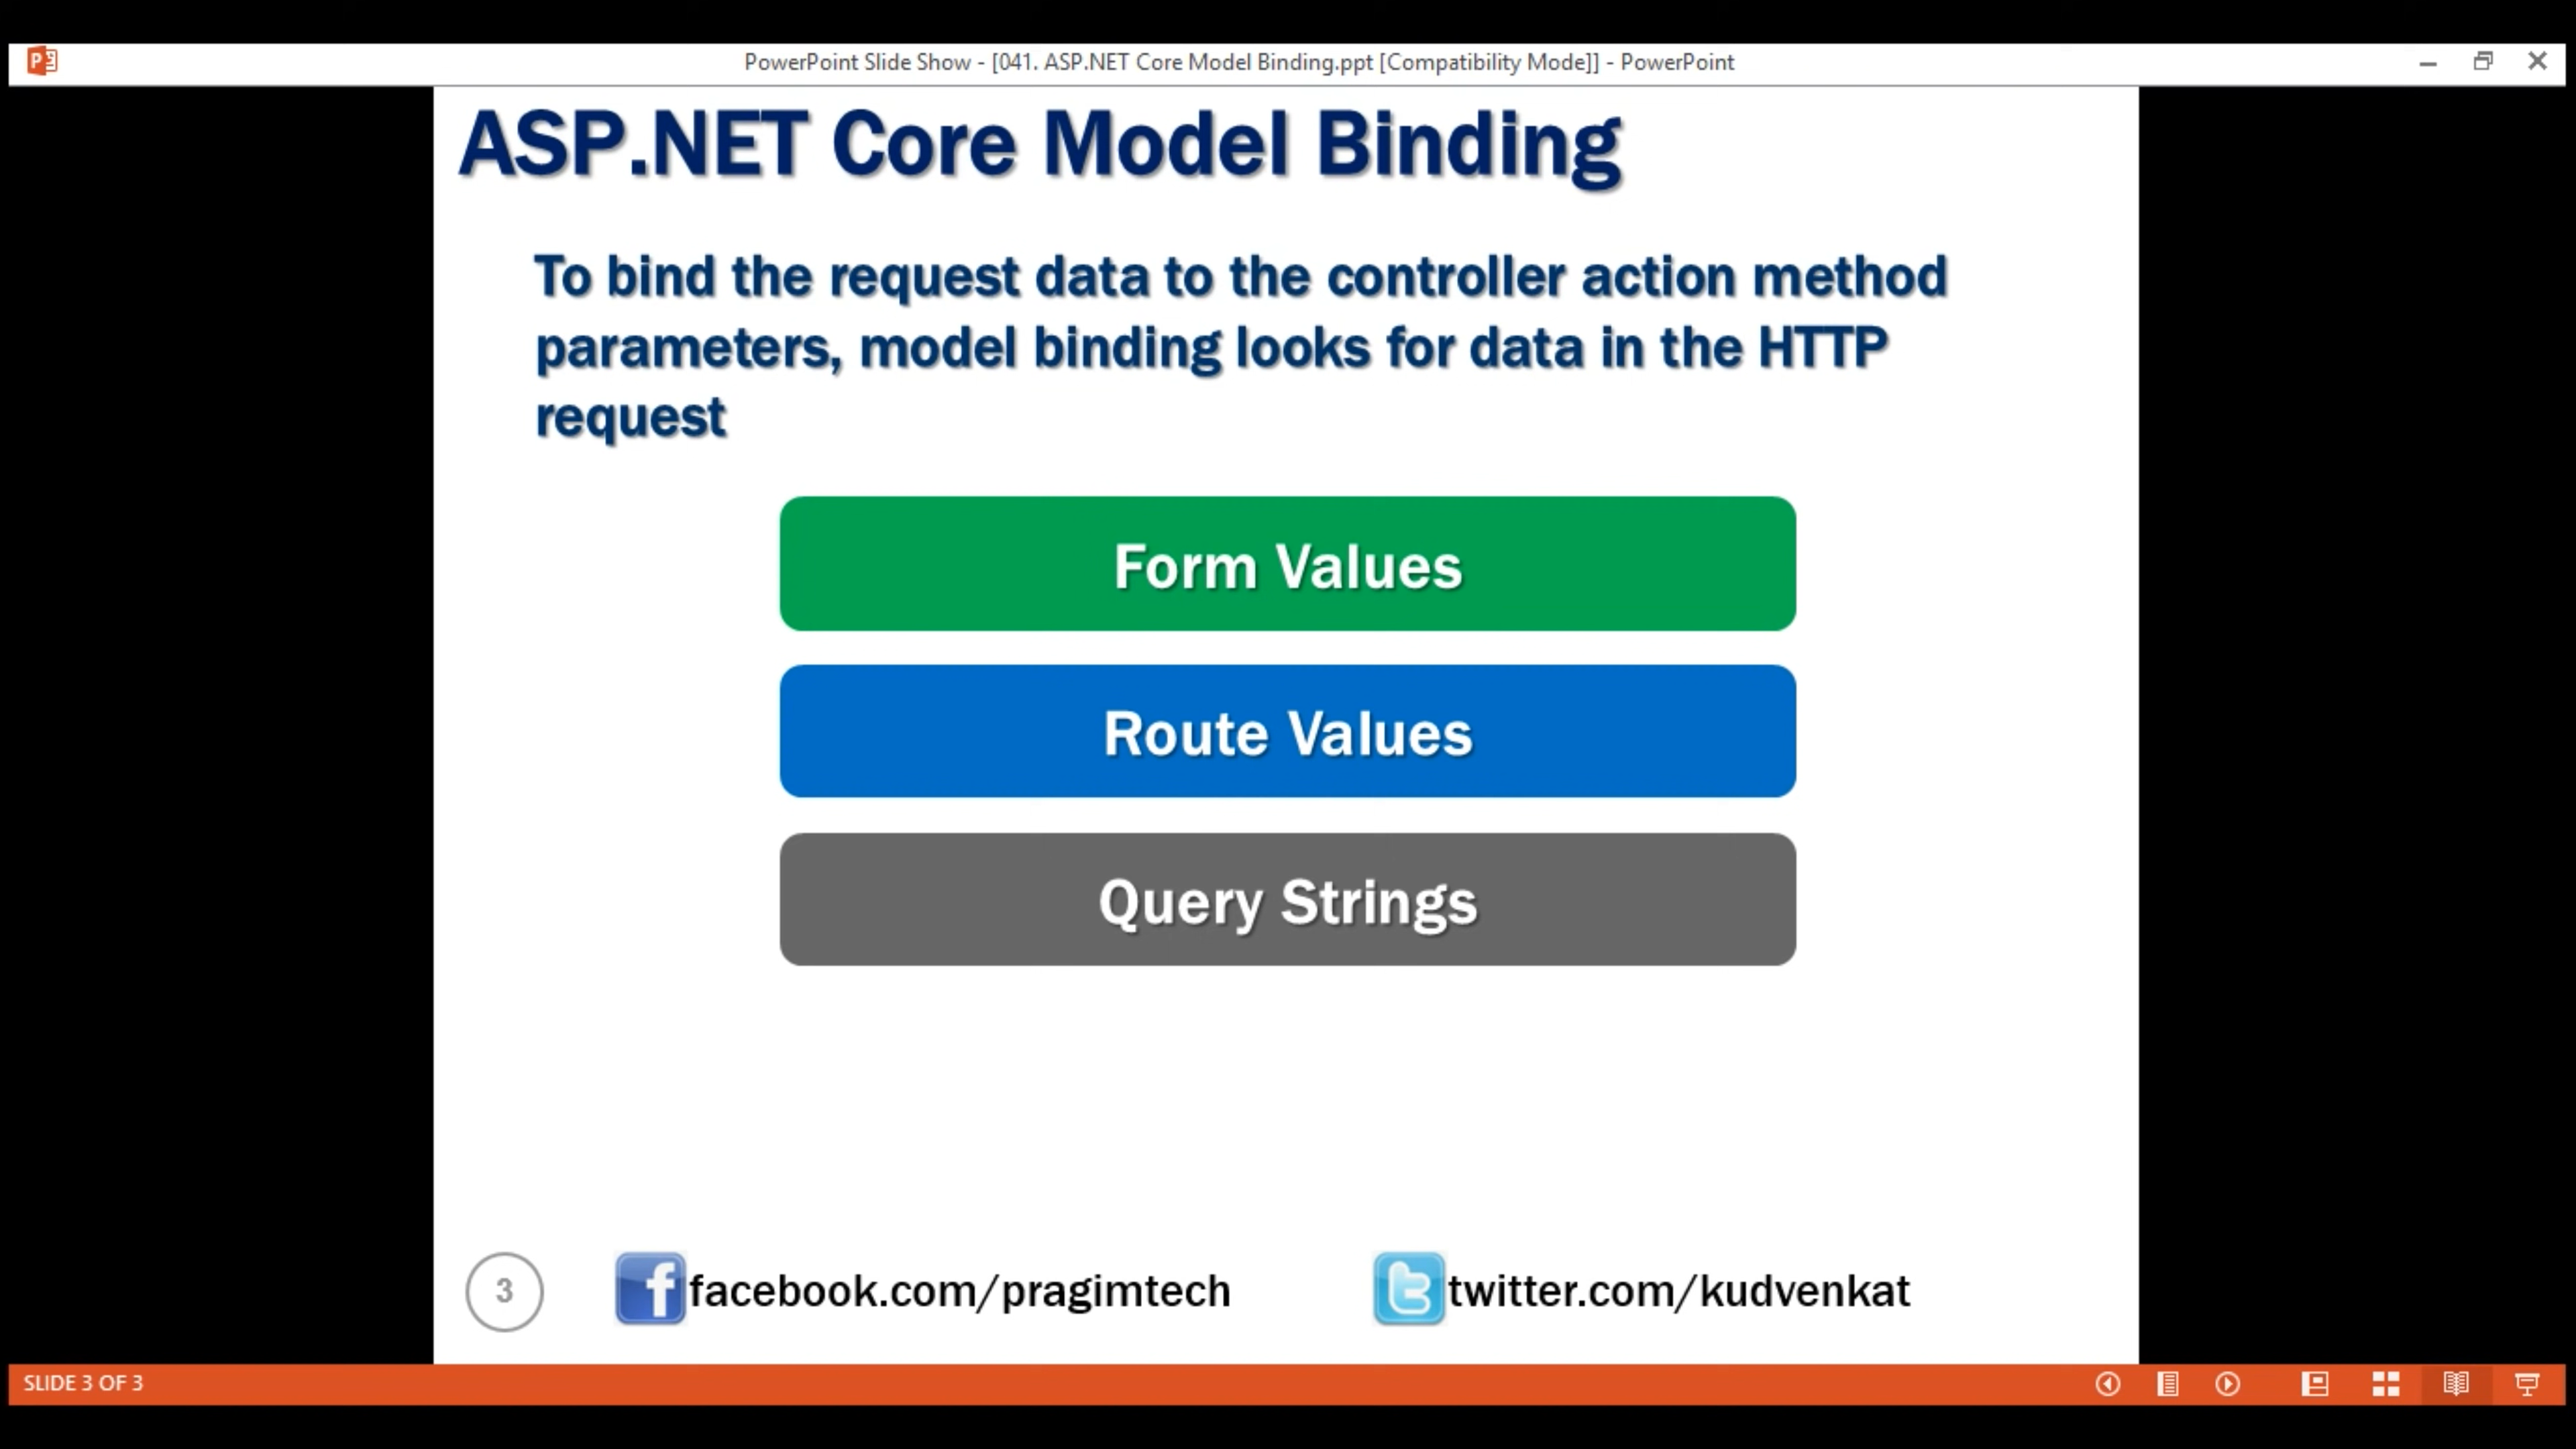 PowerPoint Slide Show - [041. ASP.NET Core Model Binding.ppt [Compatibility Mode]] - PowerPoint
ASP.NET Core Model Binding
To bind the request data to the controller action method
parameters, model binding looks for data in the HTTP
request
Form Values
Route Values
Query Strings
3
facebook.com/pragimtech
twitter.com/kudvenkat
SLIDE 3 OF 3